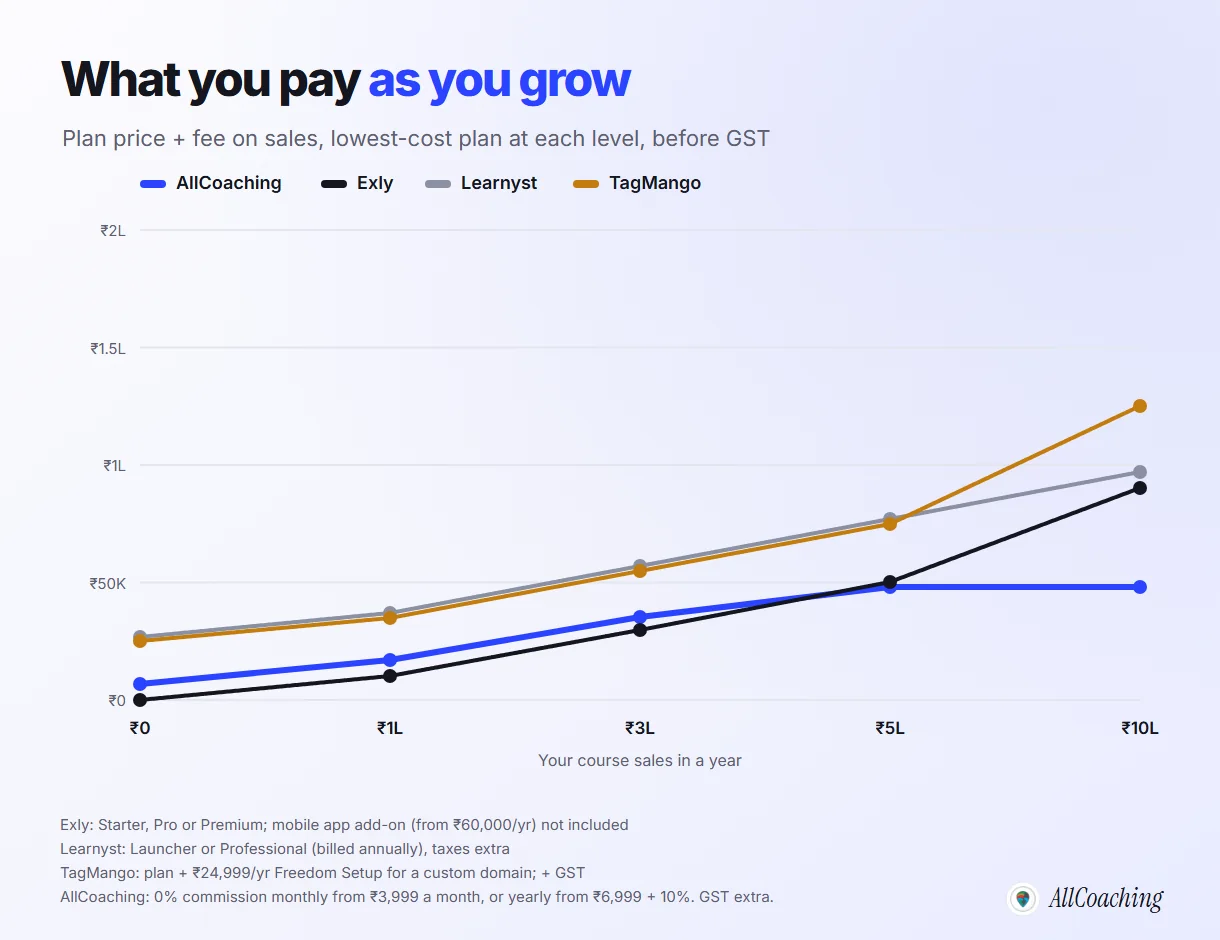 What you pay as you grow
Plan price + fee on sales, lowest-cost plan at each level, before GST
AllCoaching
Exly
Learnyst
TagMango
₹2L
₹1.5L
₹1L
₹50K
₹0
₹0
₹1L
₹3L
₹5L
₹10L
Your course sales in a year
Exly: Starter, Pro or Premium; mobile app add-on (from ₹60,000/yr) not included
Learnyst: Launcher or Professional (billed annually), taxes extra
TagMango: plan + ₹24,999/yr Freedom Setup for a custom domain; + GST
AllCoaching: 0% commission monthly from ₹3,999 a month, or yearly from ₹6,999 + 10%. GST extra.
AllCoaching